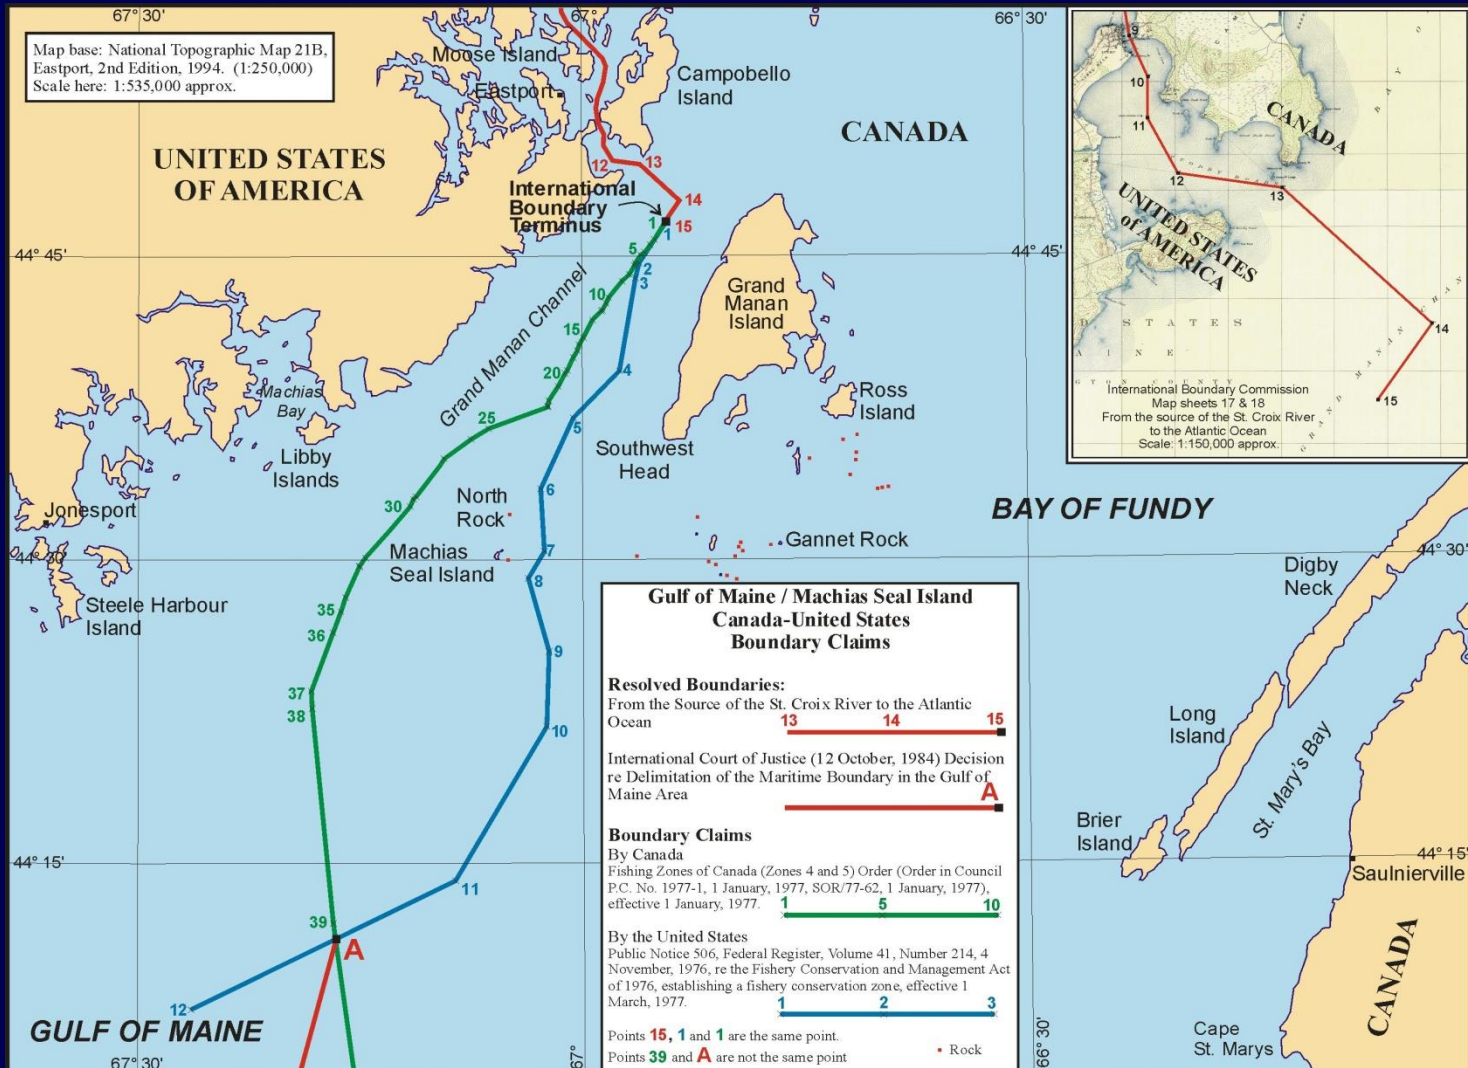 67°30'
67°
66°30'
Map base: National Topographic Map 21B,
Eastport, 2nd Edition, 1994. (1:250,000)
Scale here: 1:535,000 approx.
Moose Island
Eastport
Campobello
Island
UNITED STATES
OF AMERICA
CANADA
12
13
14
International
Boundary
Terminus
1
15
1
44° 45'
44° 45'
5
2
3
Grand Manan Channel
10
15
20
25
4
5
Grand
Manan
Island
Ross
Island
Southwest
Head
Machias
Bay
Libby
Islands
Jonesport
30
North
Rock
6
BAY OF FUNDY
Machias
Seal Island
7
8
Gannet Rock
44° 30'
44° 30'
Steele Harbour
Island
35
36
37
38
9
10
11
Digby
Neck
Long
Island
St. Mary's Bay
Brier
Island
44° 15'
44° 15'
Saulnierville
39
A
12
GULF OF MAINE
CANADA
Cape
St. Marys
67° 30'
67°
66° 30'
9
10
11
12
13
14
15
CANADA
UNITED STATES
of AMERICA
BAY O
D STATES
AINE
GTON COUNTY
GRAND MANAN CHAN
International Boundary Commission
Map sheets 17 & 18
From the source of the St. Croix River
to the Atlantic Ocean
Scale: 1:150,000 approx.
Gulf of Maine / Machias Seal Island
Canada-United States
Boundary Claims
Resolved Boundaries:
From the Source of the St. Croix River to the Atlantic
Ocean
13 14 15
International Court of Justice (12 October, 1984) Decision
re Delimitation of the Maritime Boundary in the Gulf of
Maine Area
A
Boundary Claims
By Canada
Fishing Zones of Canada (Zones 4 and 5) Order (Order in Council
P.C. No. 1977-1, 1 January, 1977, SOR/77-62, 1 January, 1977),
effective 1 January, 1977.
1 5 10
By the United States
Public Notice 506, Federal Register, Volume 41, Number 214, 4
November, 1976, re the Fishery Conservation and Management Act
of 1976, establishing a fishery conservation zone, effective 1
March, 1977.
1 2 3
Points 15, 1 and 1 are the same point.
Points 39 and A are not the same point
Rock